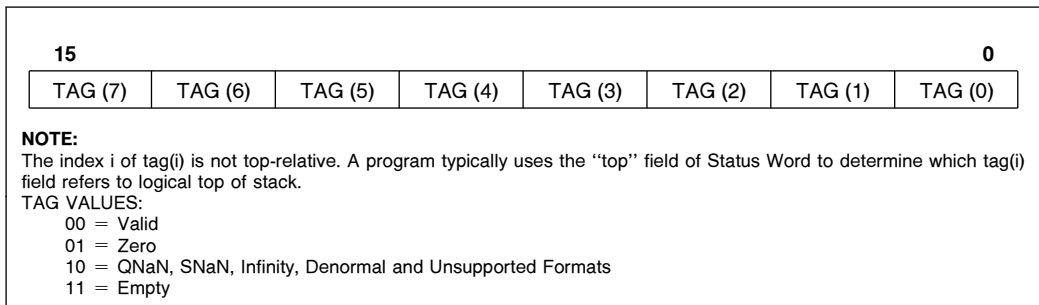 15 0
TAG (7) TAG (6) TAG (5) TAG (4) TAG (3) TAG (2) TAG (1) TAG (0)
NOTE:
The index i of tag(i) is not top-relative. A program typically uses the ‘‘top’’ field of Status Word to determine which tag(i)
field refers to logical top of stack.
TAG VALUES:
00 = Valid
01 = Zero
10 = QNaN, SNaN, Infinity, Denormal and Unsupported Formats
11 = Empty